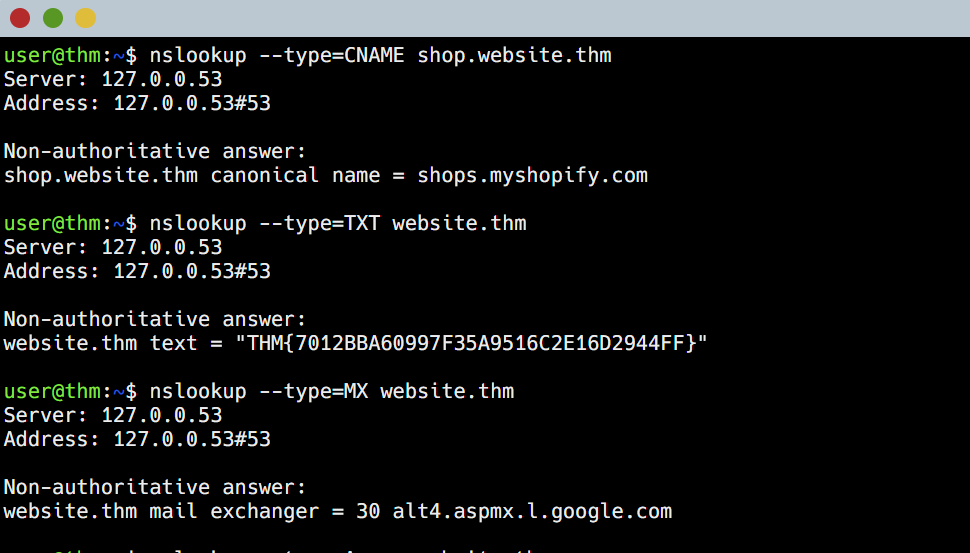 user@thm:~$ nslookup --type=CNAME shop.website.thm
Server: 127.0.0.53
Address: 127.0.0.53#53
Non-authoritative answer:
shop.website.thm canonical name = shops.myshopify.com
user@thm:~$ nslookup --type=TXT website.thm
Server: 127.0.0.53
Address: 127.0.0.53#53
Non-authoritative answer:
website.thm text = "THM{7012BBA60997F35A9516C2E16D2944FF}"
user@thm:~$ nslookup --type=MX website.thm
Server: 127.0.0.53
Address: 127.0.0.53#53
Non-authoritative answer:
website.thm mail exchanger = 30 alt4.aspmx.l.google.com